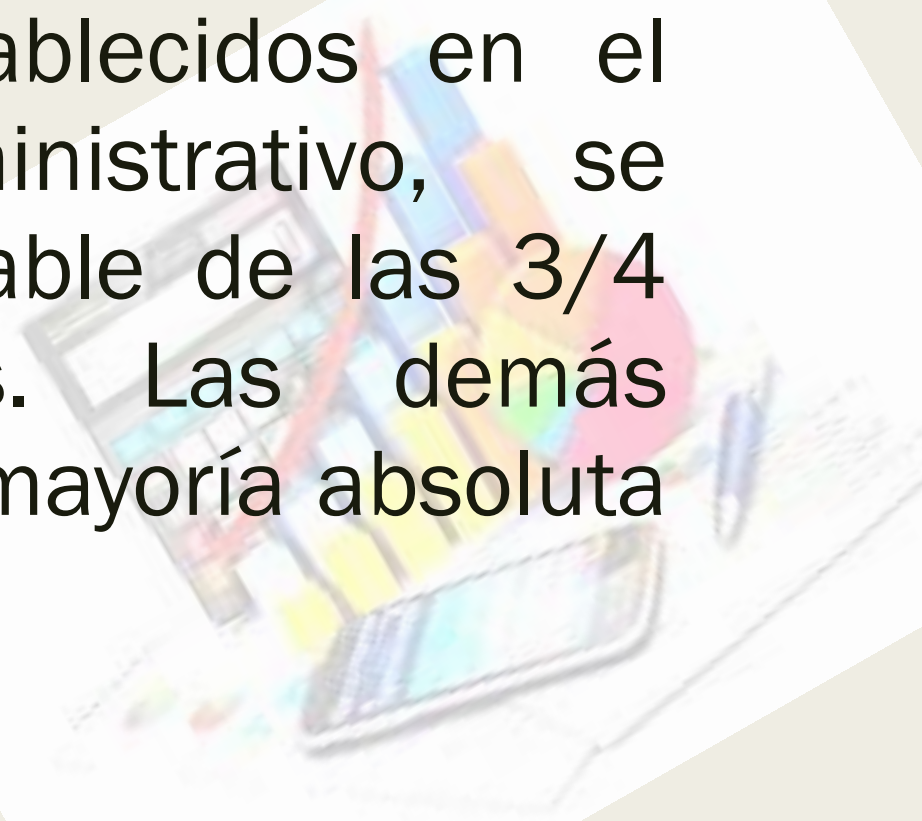 ablecidos en el
inistrativo, se
able de las 3/4
s. Las demás
mayoría absoluta